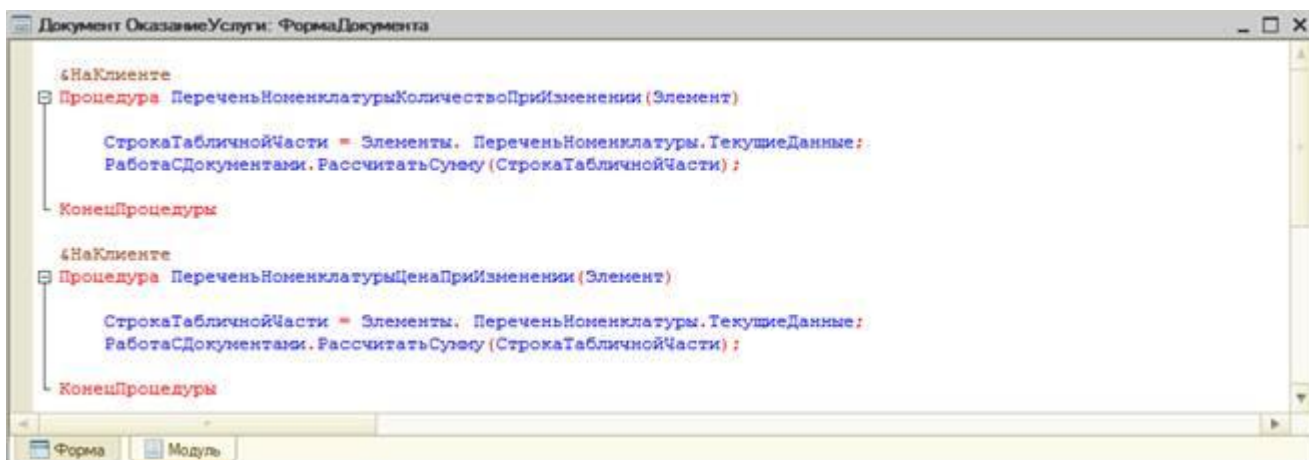 Документ ОказаниеУслуги: ФормаДокумента
&НаКлиенте
Процедура ПереченьНоменклатурыКоличествоПриИзменении(Элемент)
СтрокаТабличнойЧасти = Элементы. ПереченьНоменклатуры.ТекущиеДанные;
РаботаСДокументами.РассчитатьСумму(СтрокаТабличнойЧасти);
КонецПроцедуры
&НаКлиенте
Процедура ПереченьНоменклатурыЦенаПриИзменении(Элемент)
СтрокаТабличнойЧасти = Элементы. ПереченьНоменклатуры.ТекущиеДанные;
РаботаСДокументами.РассчитатьСумму(СтрокаТабличнойЧасти);
КонецПроцедуры
Форма Модуль